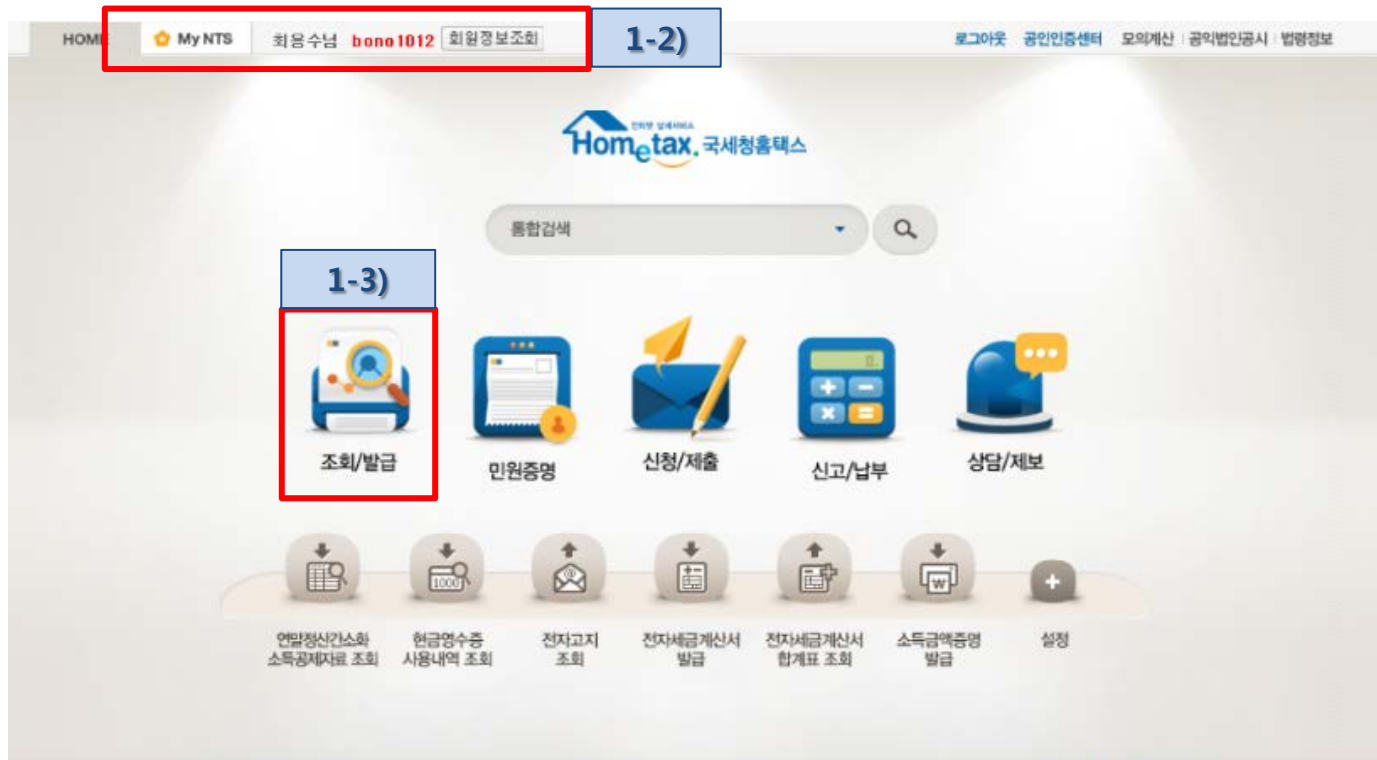 HOME My NTS 최용수님 bono1012 회원정보조회 1-2) 로그아웃 공인인증센터 모의계산 공익법인공시 법령정보
Hometax. 국세청홈택스
통합검색
1-3)
조회/발급 민원증명 신청/제출 신고/납부 상담/제보
연말정산간소화 현금영수증 전자고지 전자세금계산서 전자세금계산서 소득금액증명 설정
소득공제자료 조회 사용내역 조회 조회 발급 합계표 조회 발급